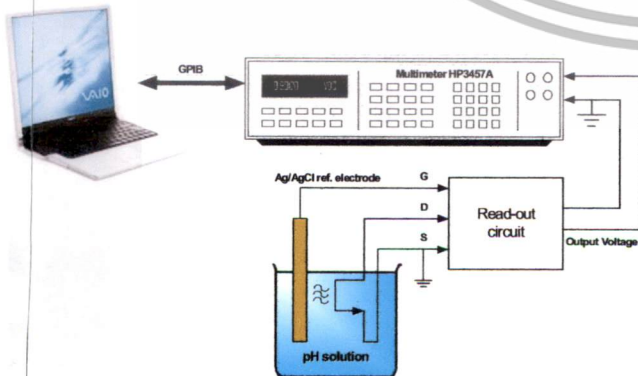 GPIB
Multimeter HP3457A
VAIO
Ag/AgCl ref. electrode
G
D
S
Read-out
circuit
Output Voltage
pH solution